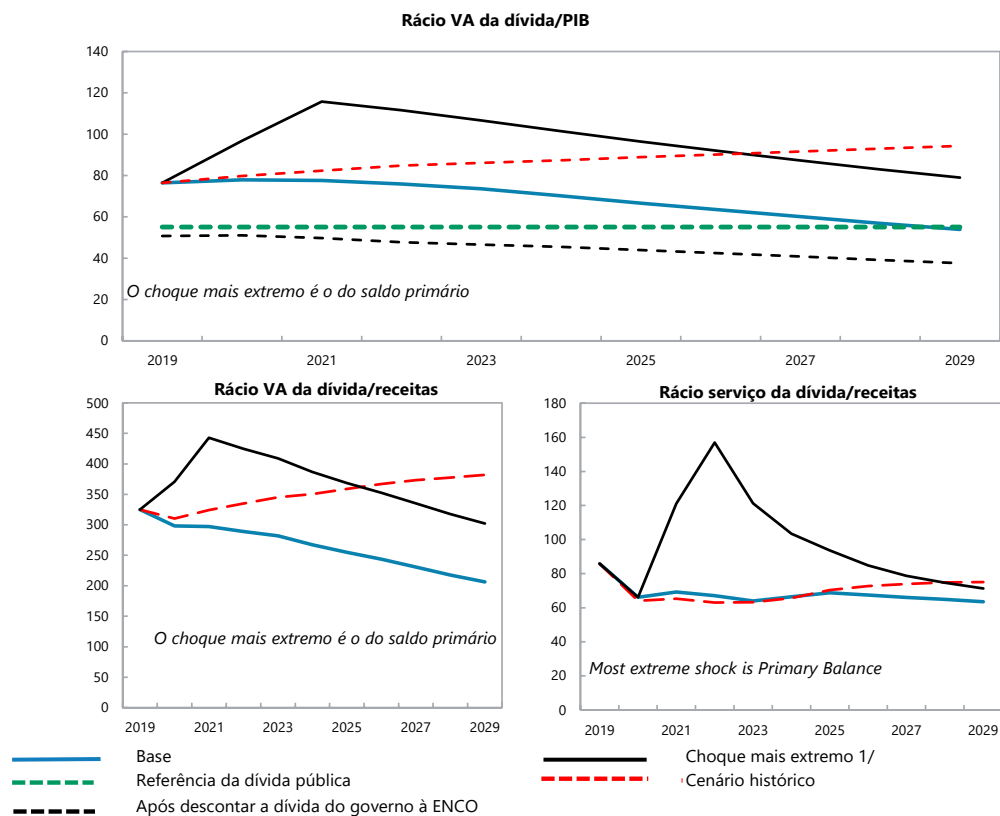 Rácio VA da dívida/PIB
140
120
100
80
60
40
20
0
O choque mais extremo é o do saldo primário
2019 2021 2023 2025 2027 2029
Rácio VA da dívida/receitas
500
450
400
350
300
250
200
150
100
50
0
O choque mais extremo é o do saldo primário
2019 2021 2023 2025 2027 2029
Rácio serviço da dívida/receitas
180
160
140
120
100
80
60
40
20
0
Most extreme shock is Primary Balance
2019 2021 2023 2025 2027 2029
Base
Referência da dívida pública
Após descontar a dívida do governo à ENCO
Choque mais extremo 1/
Cenário histórico